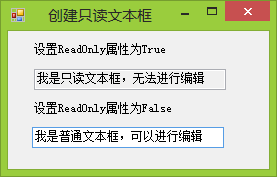 创建只读文本框
设置ReadOnly属性为True
我是只读文本框，无法进行编辑
设置ReadOnly属性为False
我是普通文本框，可以进行编辑